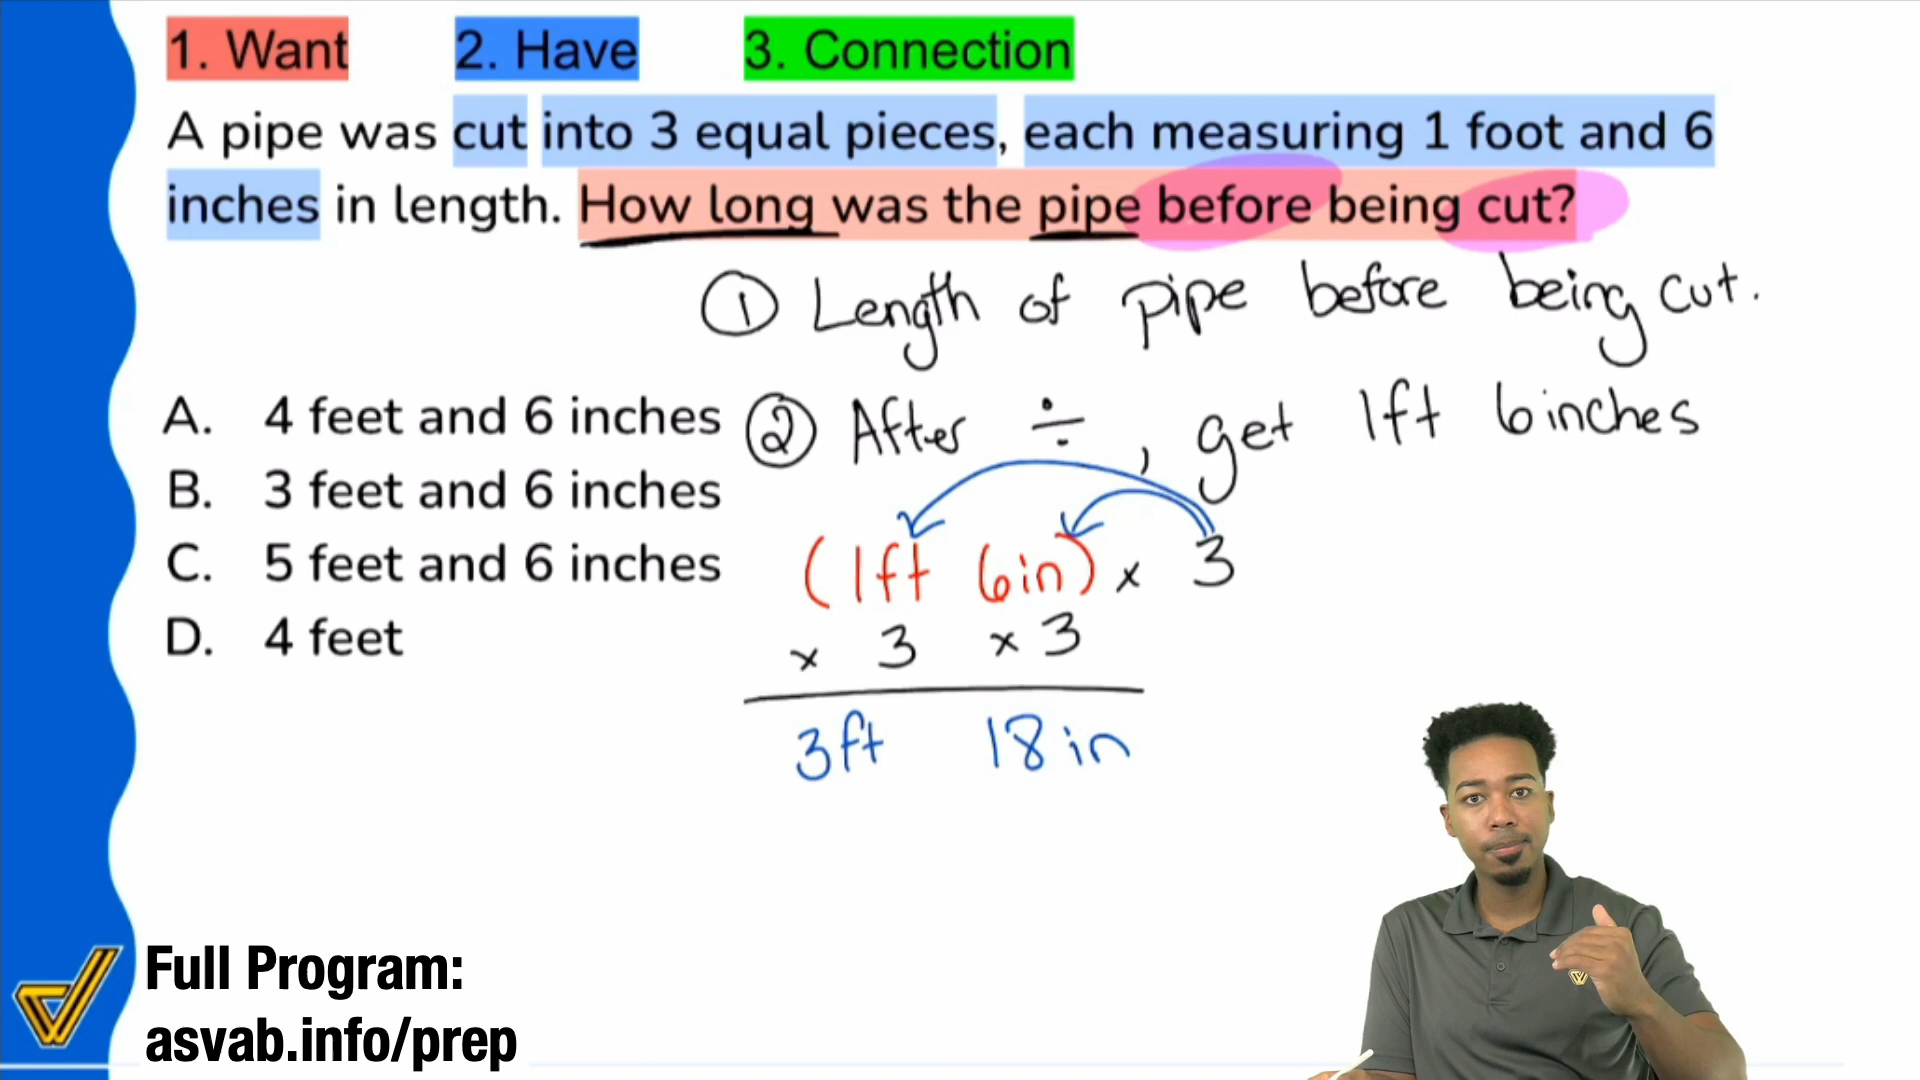 1. Want 2. Have 3. Connection
A pipe was cut into 3 equal pieces, each measuring 1 foot and 6
inches in length. How long was the pipe before being cut?
① Length of pipe before being cut.
A. 4 feet and 6 inches
② After ÷, get 1ft 6inches
B. 3 feet and 6 inches
C. 5 feet and 6 inches
(1ft 6in) x 3
D. 4 feet
x 3 x 3
3ft 18in
Full Program:
asvab.info/prep